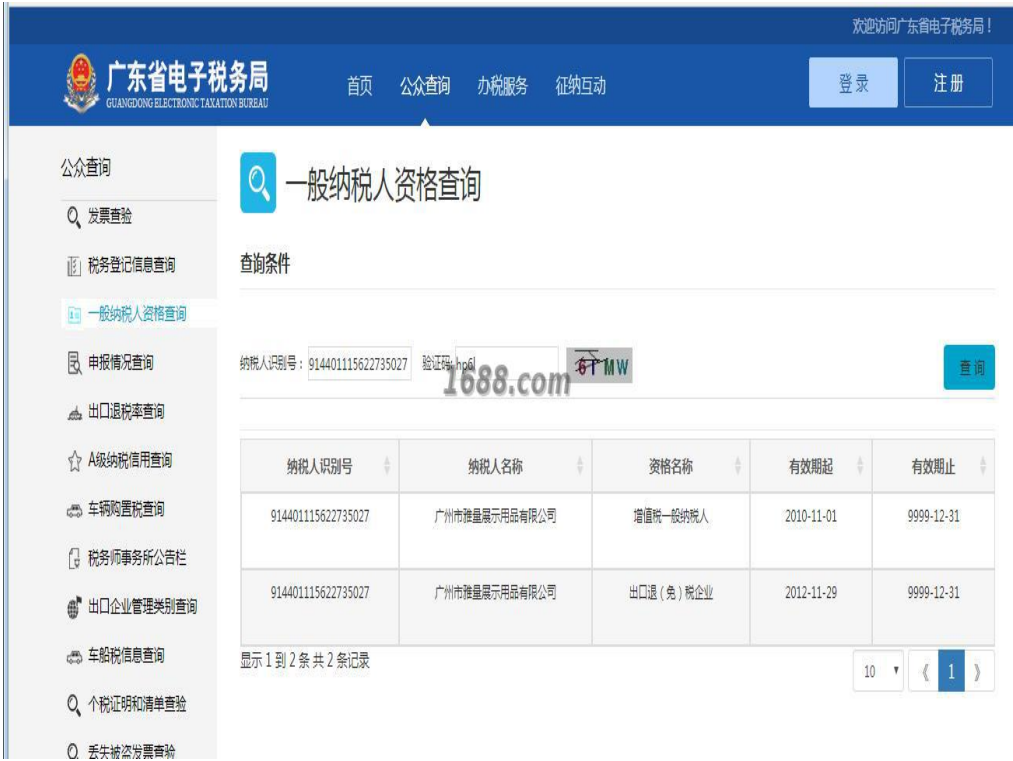 欢迎访问广东省电子税务局！
广东省电子税务局
GUANGDONG ELECTRONIC TAXATION BUREAU
首页 公众查询 办税服务 征纳互动
登录 注册
公众查询
发票查验
税务登记信息查询
一般纳税人资格查询
申报情况查询
出口退税率查询
A级纳税信用查询
车辆购置税查询
税务师事务所公告栏
出口企业管理类别查询
车船税信息查询
个税证明和清单查验
丢失被盗发票查验
一般纳税人资格查询
查询条件
纳税人识别号： 914401115622735027 验证码: hp6l 6TMW 查询
1688.com
纳税人识别号 纳税人名称 资格名称 有效期起 有效期止
914401115622735027 广州市雅量展示用品有限公司 增值税一般纳税人 2010-11-01 9999-12-31
914401115622735027 广州市雅量展示用品有限公司 出口退（免）税企业 2012-11-29 9999-12-31
显示 1 到 2 条 共 2 条记录
10 《 1 》